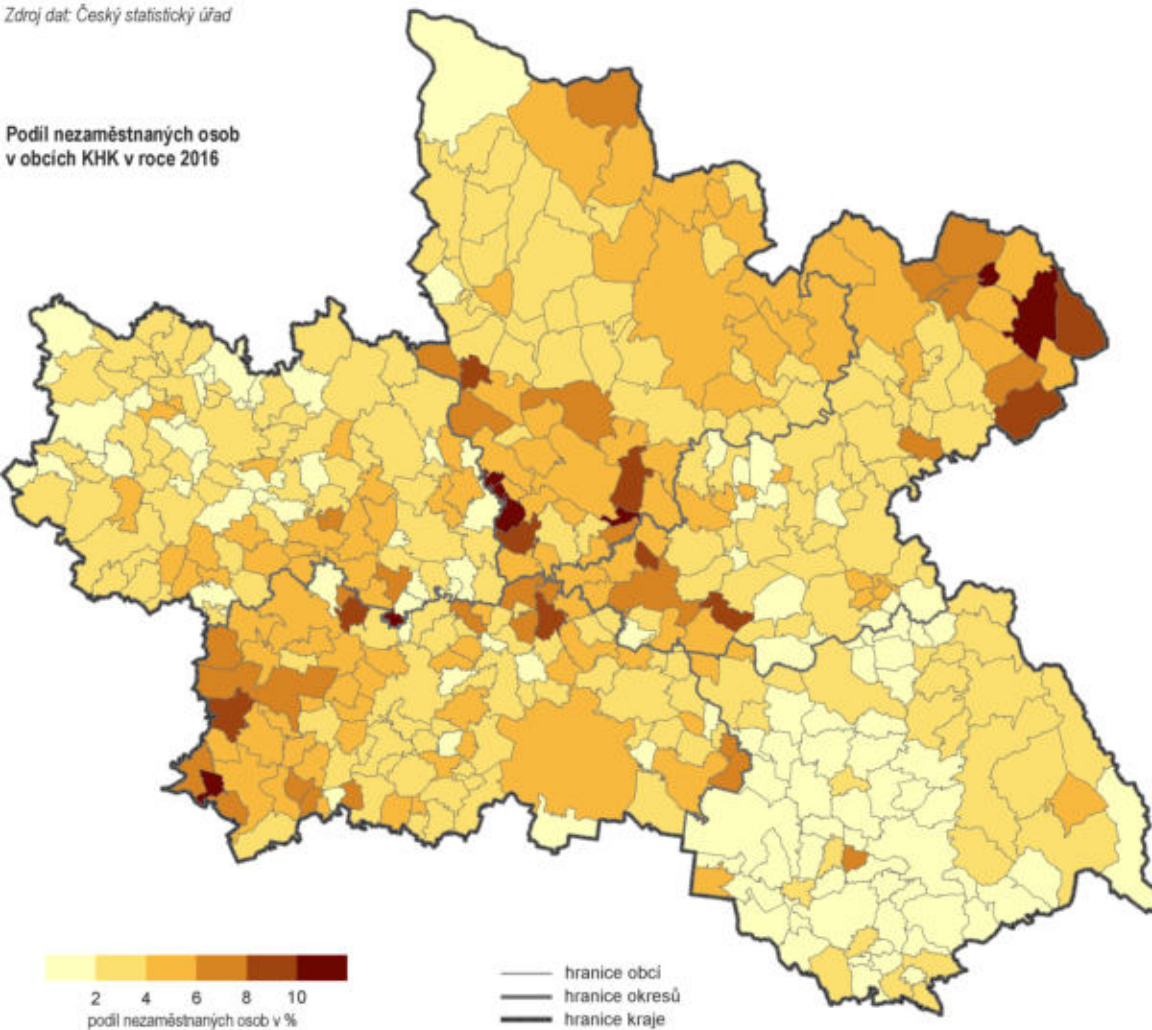 Zdroj dat: Český statistický úřad
Podíl nezaměstnaných osob
v obcích KHK v roce 2016
2 4 6 8 10
podíl nezaměstnaných osob v %
hranice obcí
hranice okresů
hranice kraje